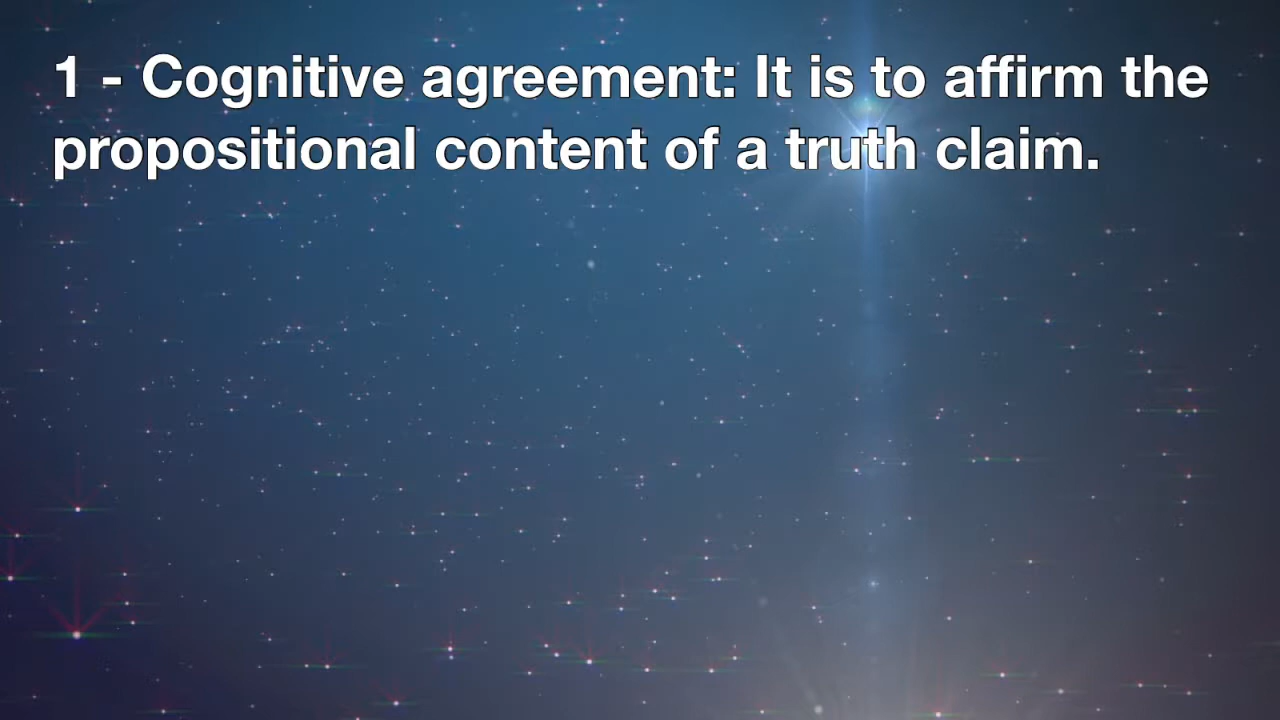 1 - Cognitive agreement: It is to affirm the
propositional content of a truth claim.